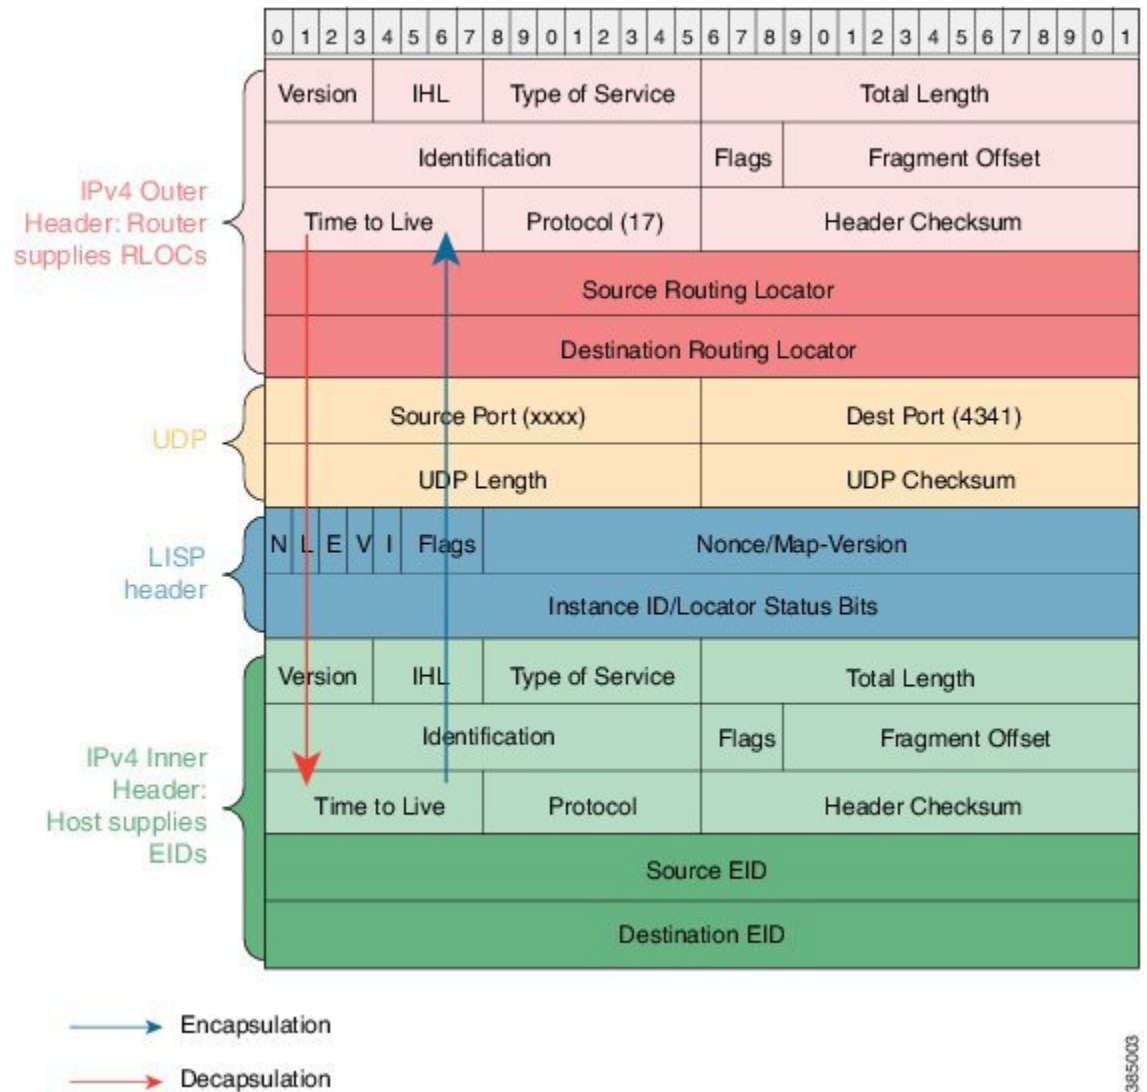 0 1 2 3 4 5 6 7 8 9 0 1 2 3 4 5 6 7 8 9 0 1 2 3 4 5 6 7 8 9 0 1
Version IHL Type of Service Total Length
Identification Flags Fragment Offset
IPv4 Outer
Header: Router
supplies RLOCs
Time to Live Protocol (17) Header Checksum
Source Routing Locator
Destination Routing Locator
UDP
Source Port (xxxx) Dest Port (4341)
UDP Length UDP Checksum
LISP
header
N L E V I Flags Nonce/Map-Version
Instance ID/Locator Status Bits
Version IHL Type of Service Total Length
Identification Flags Fragment Offset
IPv4 Inner
Header:
Host supplies
EIDs
Time to Live Protocol Header Checksum
Source EID
Destination EID
Encapsulation
Decapsulation
385003